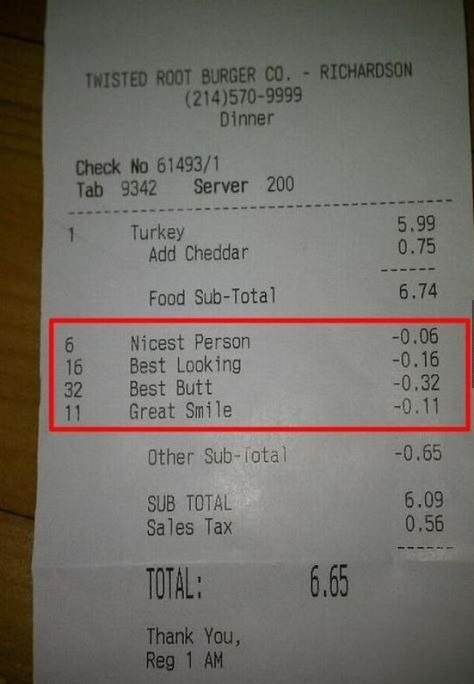 TWISTED ROOT BURGER CO. - RICHARDSON
(214)570-9999
Dinner
Check No 61493/1
Tab 9342 Server 200
1 Turkey 5.99
Add Cheddar 0.75
------
Food Sub-Total 6.74
6 Nicest Person -0.06
16 Best Looking -0.16
32 Best Butt -0.32
11 Great Smile -0.11
Other Sub-Total -0.65
SUB TOTAL 6.09
Sales Tax 0.56
------
TOTAL: 6.65
Thank You,
Reg 1 AM